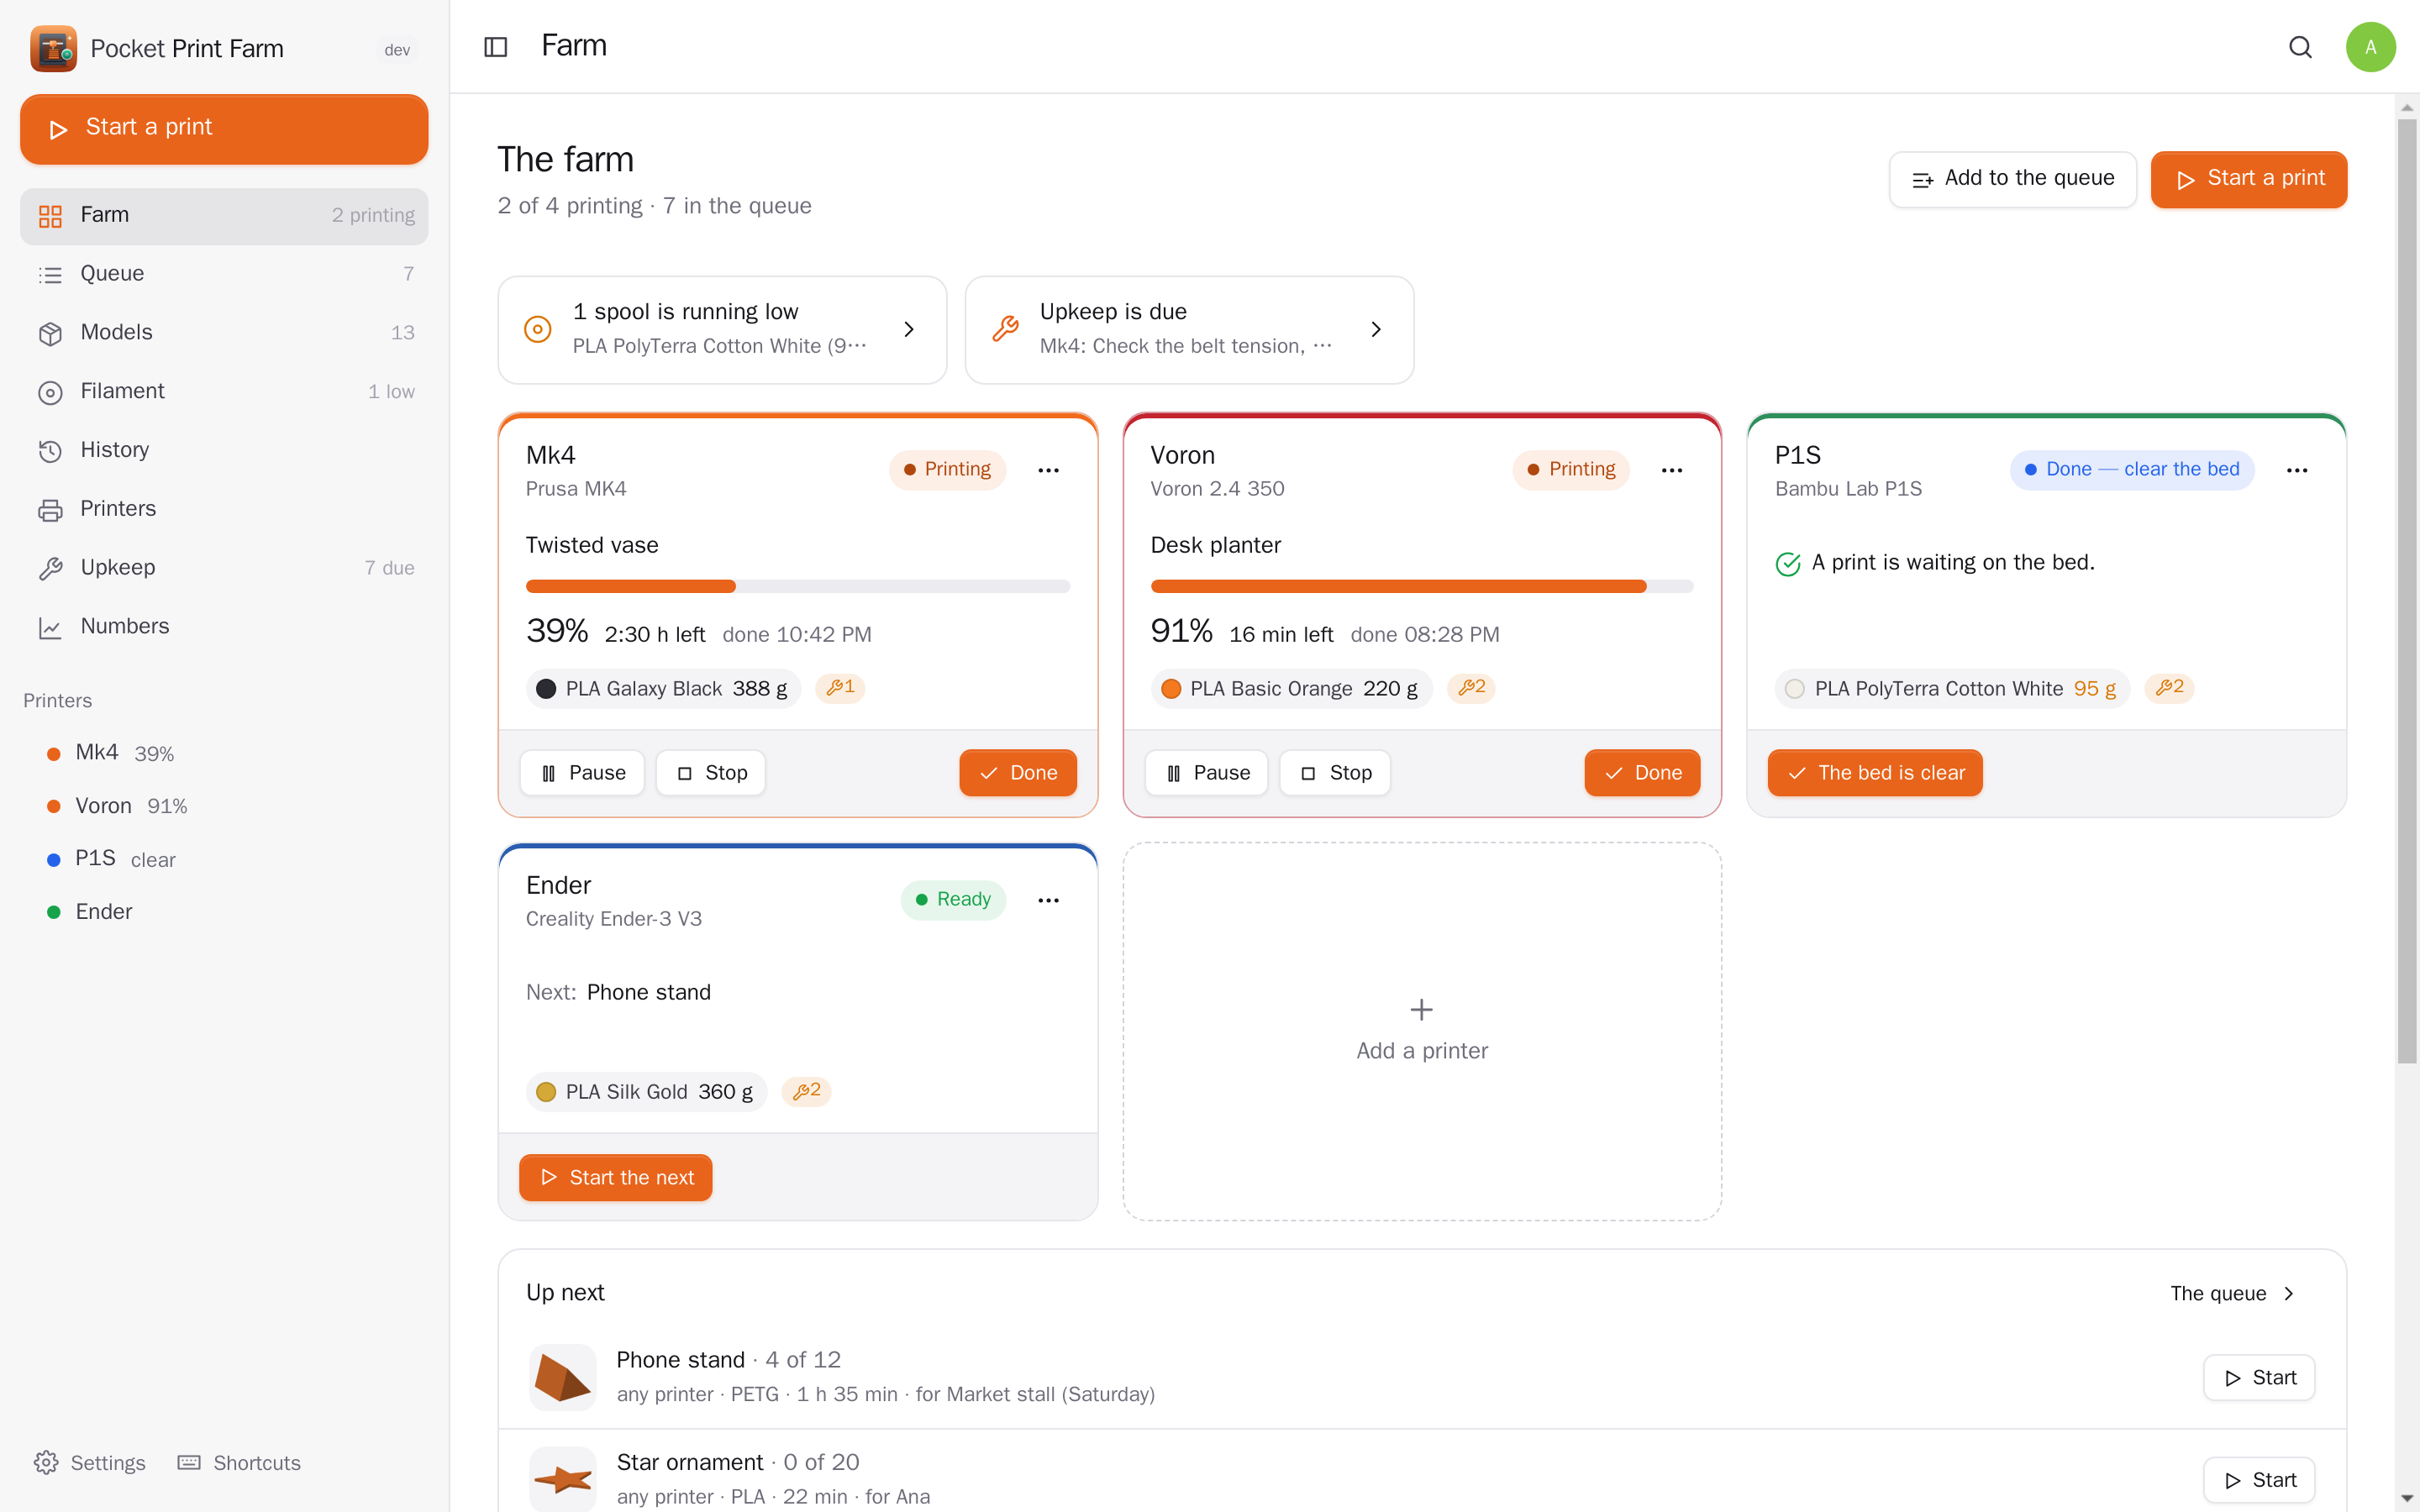 Pocket Print Farm
dev
Start a print
Farm
2 printing
Queue
7
Models
13
Filament
1 low
History
Printers
Upkeep
7 due
Numbers
Printers
Mk4 39%
Voron 91%
P1S clear
Ender
Settings
Shortcuts
Farm
A
The farm
2 of 4 printing · 7 in the queue
Add to the queue
Start a print
1 spool is running low
PLA PolyTerra Cotton White (9···
Upkeep is due
Mk4: Check the belt tension, ···
Mk4
Prusa MK4
Printing
Twisted vase
39% 2:30 h left done 10:42 PM
PLA Galaxy Black 388 g
1
Pause
Stop
Done
Voron
Voron 2.4 350
Printing
Desk planter
91% 16 min left done 08:28 PM
PLA Basic Orange 220 g
2
Pause
Stop
Done
P1S
Bambu Lab P1S
Done — clear the bed
A print is waiting on the bed.
PLA PolyTerra Cotton White 95 g
2
The bed is clear
Ender
Creality Ender-3 V3
Ready
Next: Phone stand
PLA Silk Gold 360 g
2
Start the next
Add a printer
Up next
The queue
Phone stand · 4 of 12
any printer · PETG · 1 h 35 min · for Market stall (Saturday)
Start
Star ornament · 0 of 20
any printer · PLA · 22 min · for Ana
Start